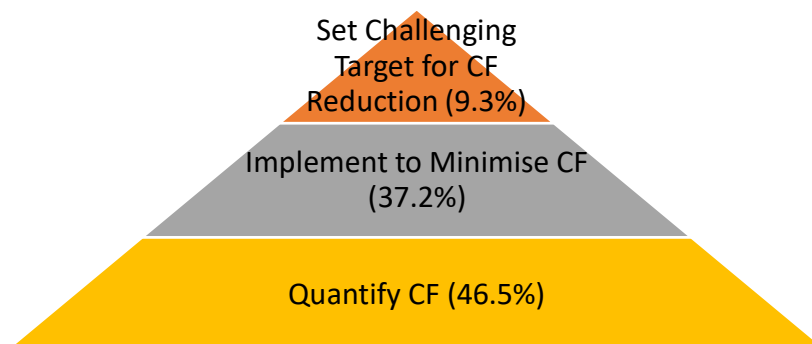 Set Challenging
Target for CF
Reduction (9.3%)
Implement to Minimise CF
(37.2%)
Quantify CF (46.5%)